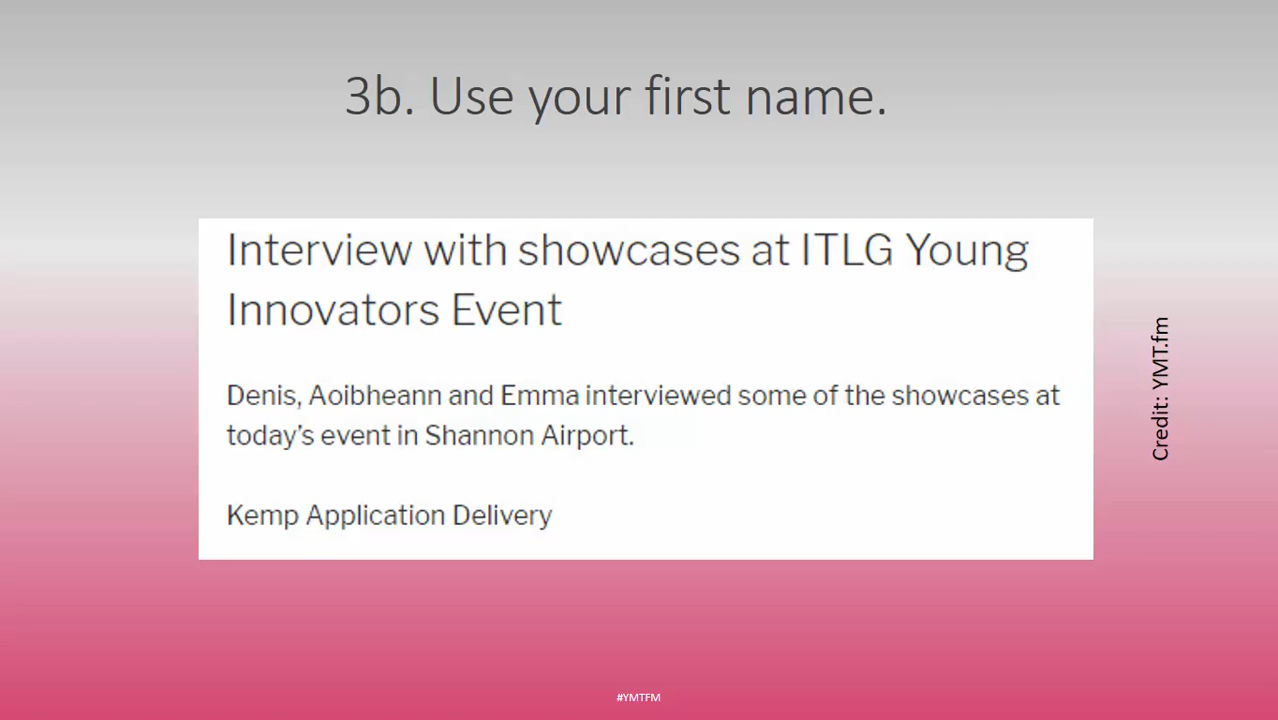 3b. Use your first name.
Interview with showcases at ITLG Young
Innovators Event
Denis, Aoibheann and Emma interviewed some of the showcases at
today’s event in Shannon Airport.
Kemp Application Delivery
Credit: YMT.fm
#YMTFM